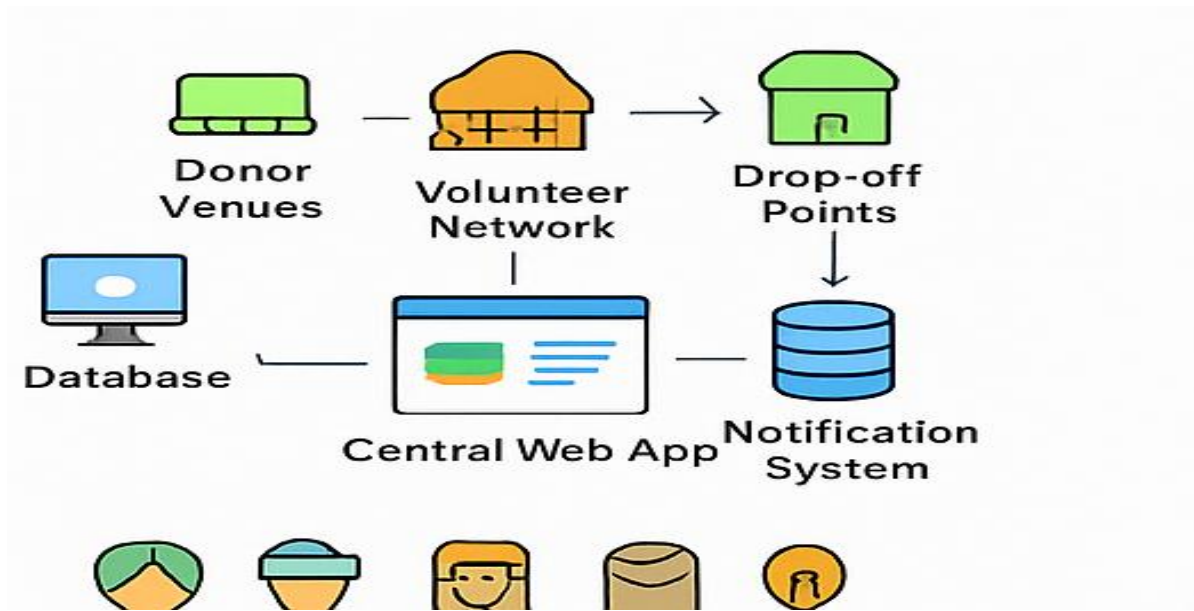 Donor
Venues
Volunteer
Network
Drop-off
Points
Database
Central Web App
Notification
System